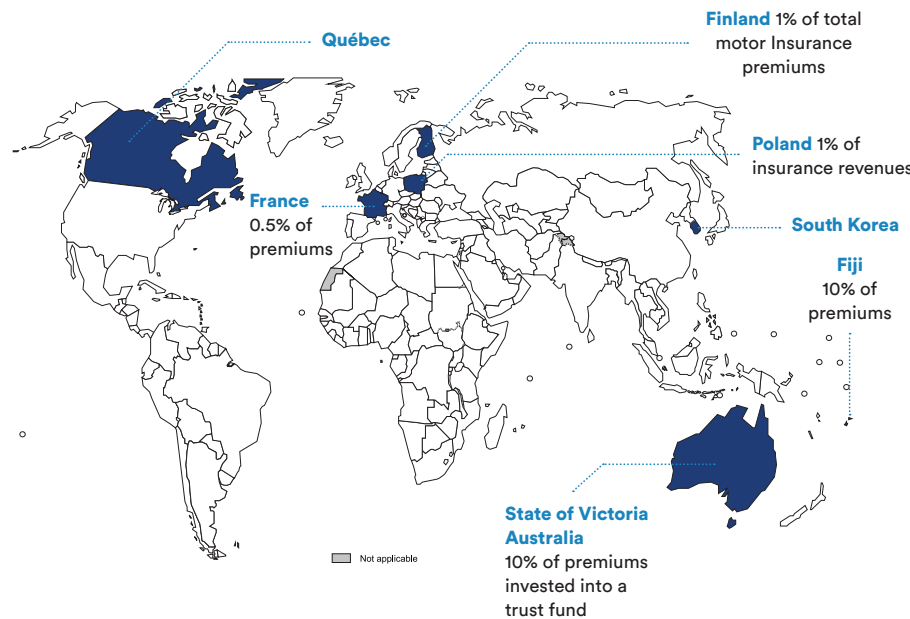 Québec
Finland 1% of total
motor Insurance
premiums
Poland 1% of
insurance revenues
France
0.5% of
premiums
South Korea
Fiji
10% of
premiums
State of Victoria
Australia
10% of premiums
invested into a
trust fund
Not applicable